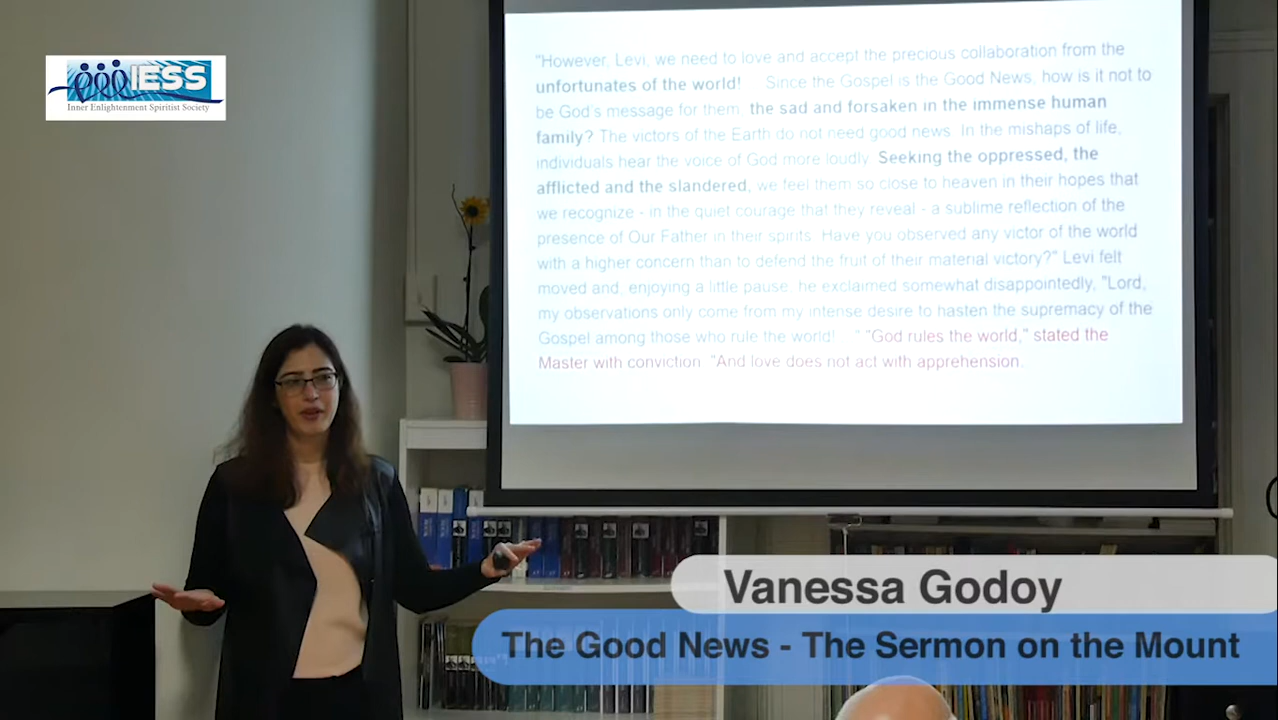 IESS
Inner Enlightenment Spiritist Society
"However, Levi, we need to love and accept the precious collaboration from the
unfortunates of the world! Since the Gospel is the Good News, how is it not to
be God's message for them, the sad and forsaken in the immense human
family? The victors of the Earth do not need good news. In the mishaps of life,
individuals hear the voice of God more loudly. Seeking the oppressed, the
afflicted and the slandered, we feel them so close to heaven in their hopes that
we recognize - in the quiet courage that they reveal - a sublime reflection of the
presence of Our Father in their spirits. Have you observed any victor of the world
with a higher concern than to defend the fruit of their material victory?" Levi felt
moved and, enjoying a little pause, he exclaimed somewhat disappointedly, "Lord,
my observations only come from my intense desire to hasten the supremacy of the
Gospel among those who rule the world! " "God rules the world," stated the
Master with conviction. "And love does not act with apprehension.
Vanessa Godoy
The Good News - The Sermon on the Mount